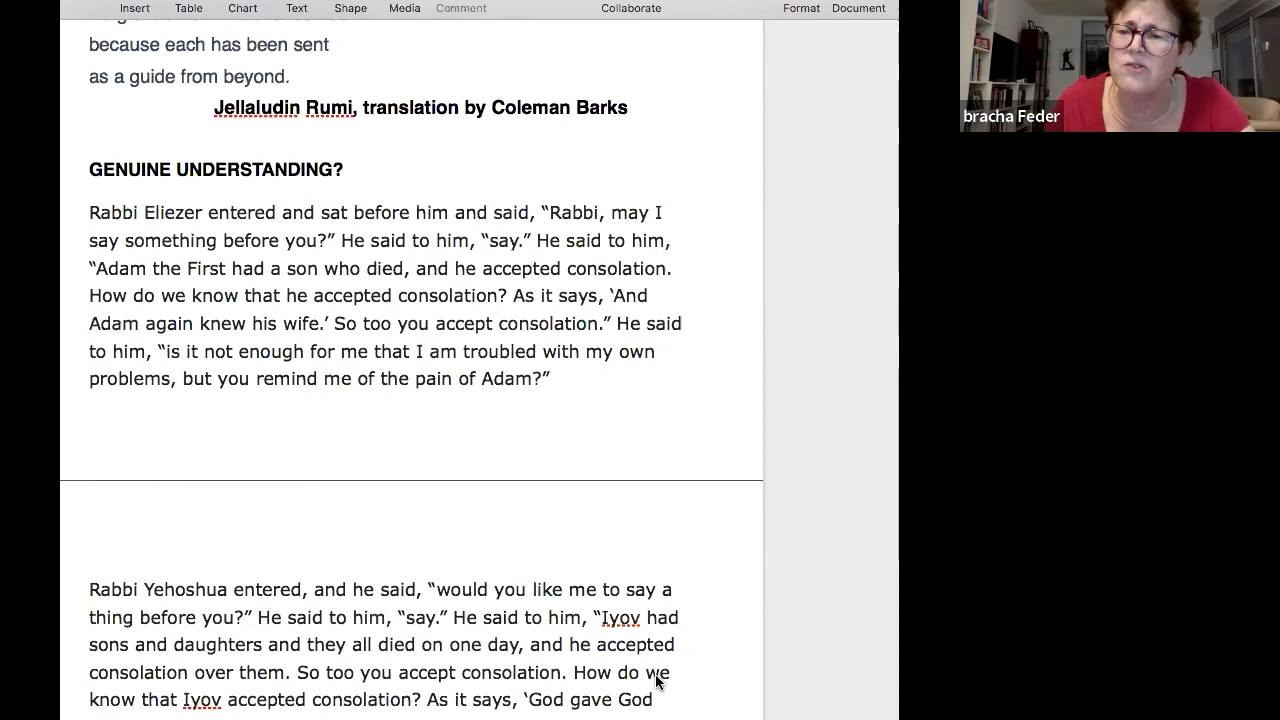 Insert Table Chart Text Shape Media Comment Collaborate Format Document
because each has been sent
as a guide from beyond.
Jellaludin Rumi, translation by Coleman Barks
GENUINE UNDERSTANDING?
Rabbi Eliezer entered and sat before him and said, “Rabbi, may I
say something before you?” He said to him, “say.” He said to him,
“Adam the First had a son who died, and he accepted consolation.
How do we know that he accepted consolation? As it says, ‘And
Adam again knew his wife.’ So too you accept consolation.” He said
to him, “is it not enough for me that I am troubled with my own
problems, but you remind me of the pain of Adam?”
Rabbi Yehoshua entered, and he said, “would you like me to say a
thing before you?” He said to him, “say.” He said to him, “Iyov had
sons and daughters and they all died on one day, and he accepted
consolation over them. So too you accept consolation. How do we
know that Iyov accepted consolation? As it says, ‘God gave God
bracha Feder